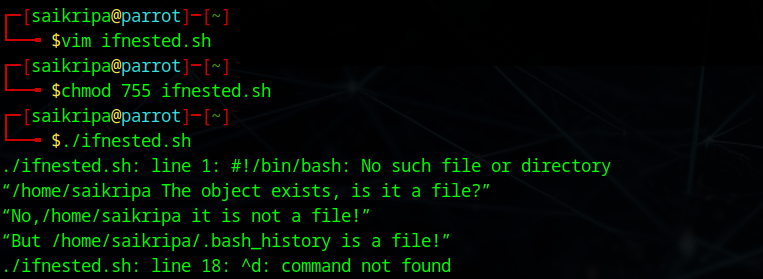 ┌─[saikripa@parrot]─[~]
└──╼ $vim ifnested.sh
┌─[saikripa@parrot]─[~]
└──╼ $chmod 755 ifnested.sh
┌─[saikripa@parrot]─[~]
└──╼ $./ifnested.sh
./ifnested.sh: line 1: #!/bin/bash: No such file or directory
“/home/saikripa The object exists, is it a file?”
“No,/home/saikripa it is not a file!”
“But /home/saikripa/.bash_history is a file!”
./ifnested.sh: line 18: ^d: command not found